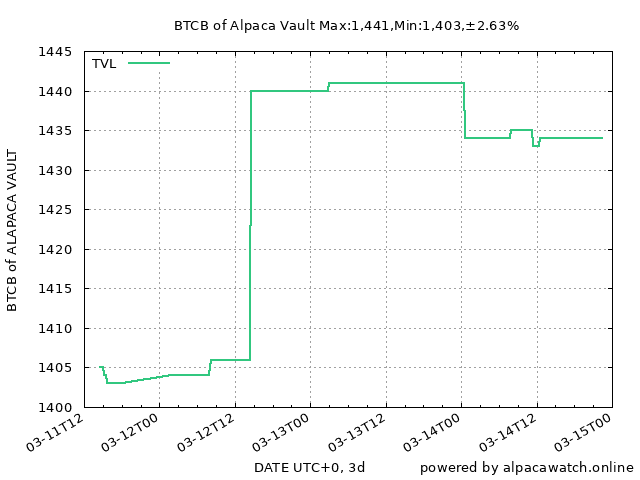 BTCB of Alpaca Vault Max:1,441,Min:1,403,±2.63%
1445
TVL
1440
1435
1430
1425
1420
1415
1410
1405
1400
BTCB of ALAPACA VAULT
03-11T12
03-12T00
03-12T12
03-13T00
03-13T12
03-14T00
03-14T12
03-15T00
DATE UTC+0, 3d
powered by alpacawatch.online